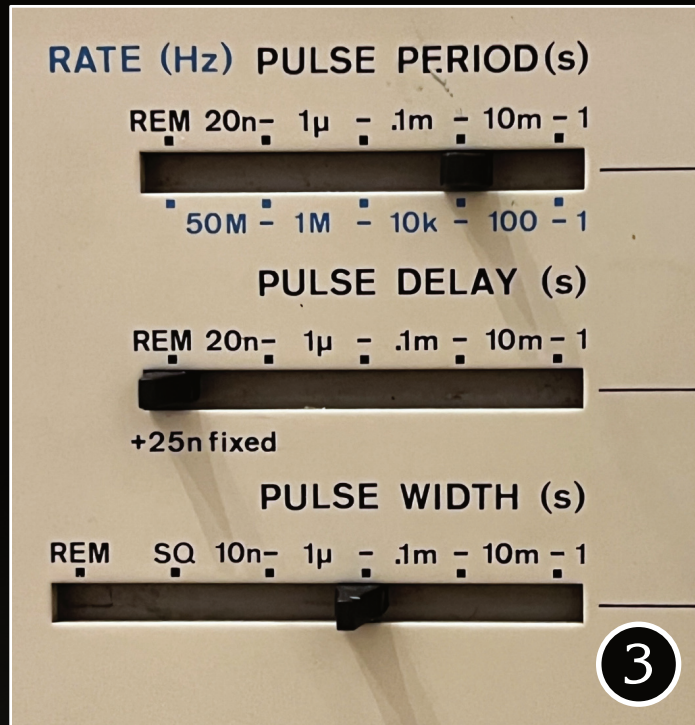 RATE (Hz) PULSE PERIOD(s)
REM 20n- 1µ - .1m - 10m - 1
50M - 1M - 10k - 100 - 1
PULSE DELAY (s)
REM 20n- 1µ - .1m - 10m - 1
+25n fixed
PULSE WIDTH (s)
REM SQ 10n- 1µ - .1m - 10m - 1
3